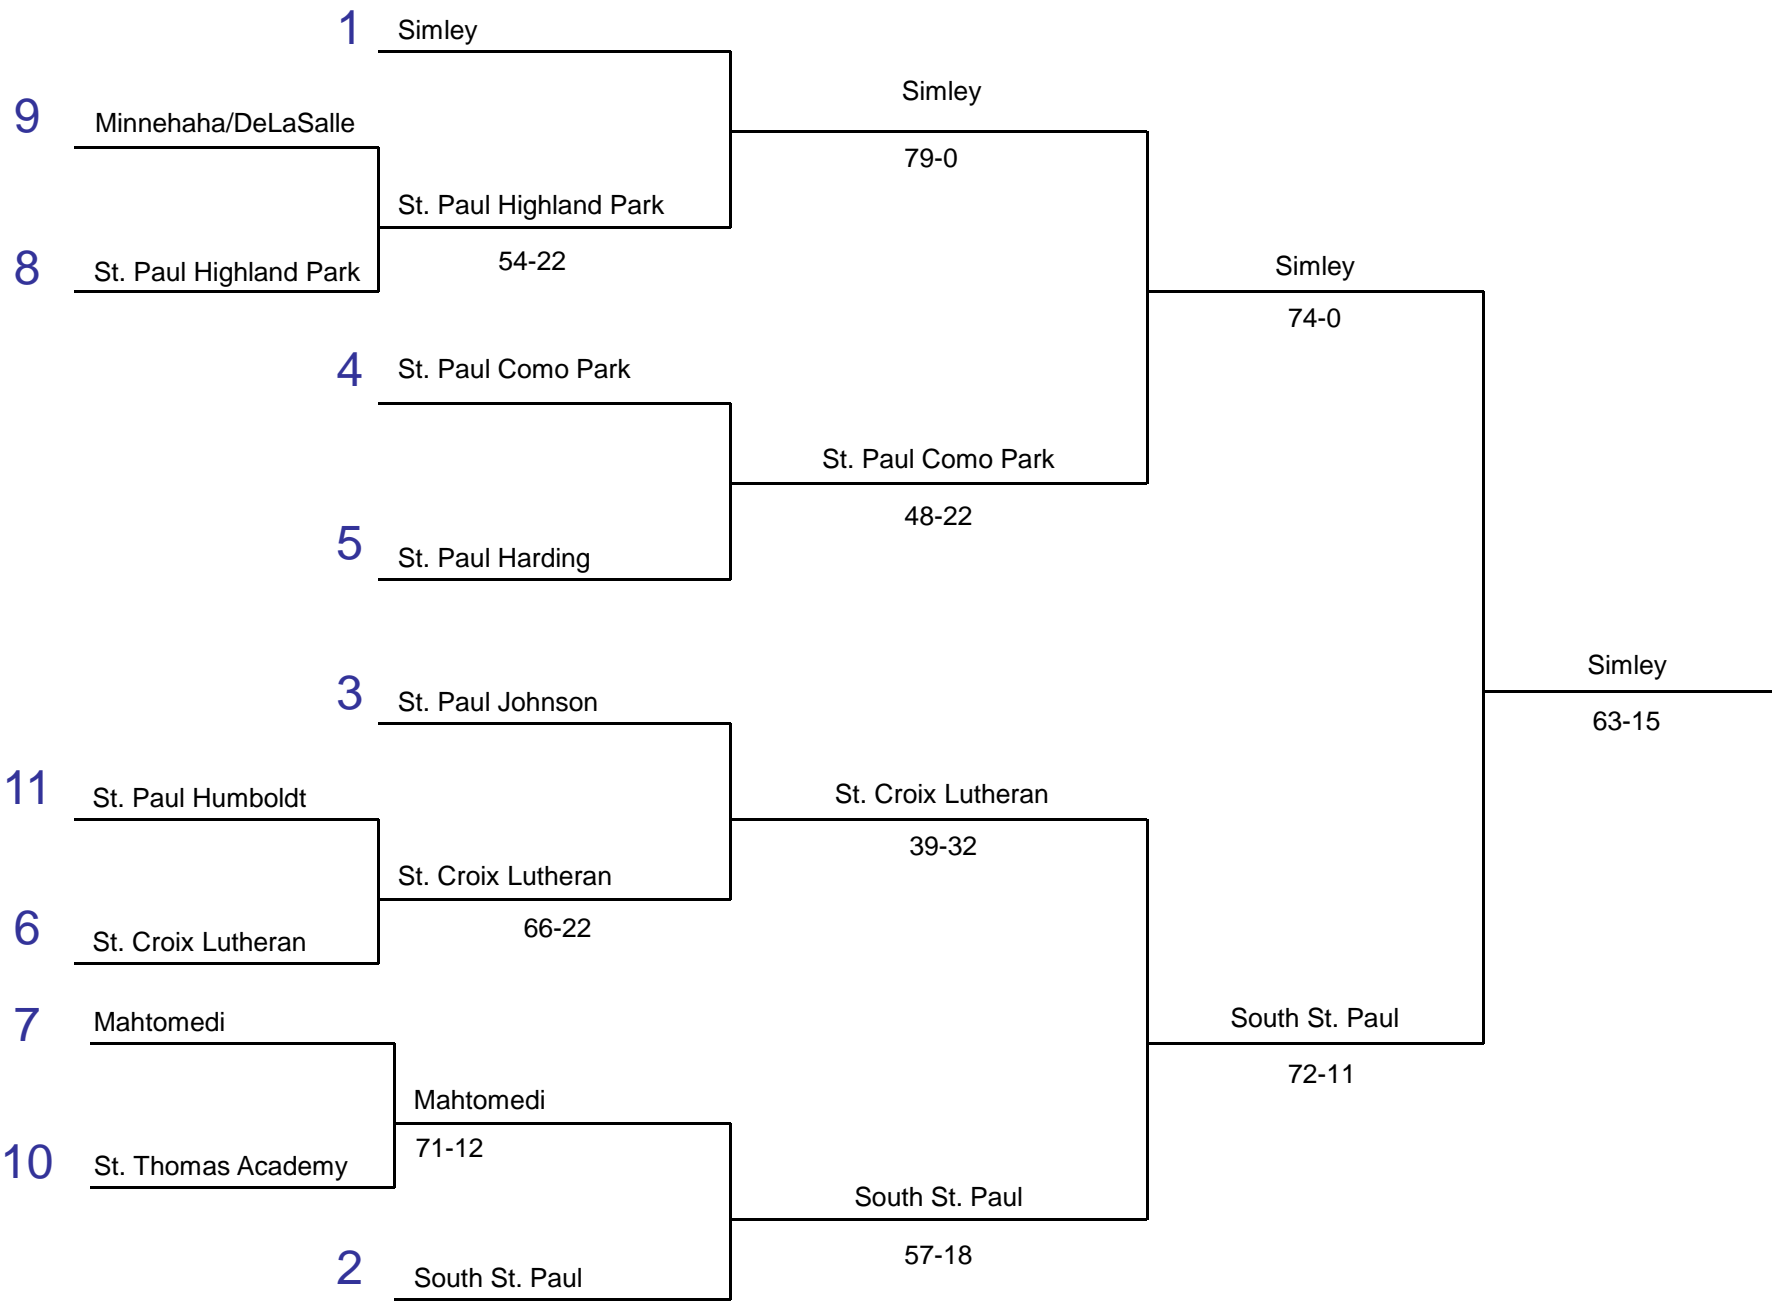 1 Simley
Simley
9 Minnehaha/DeLaSalle
79-0
St. Paul Highland Park
8 St. Paul Highland Park
54-22
Simley
74-0
4 St. Paul Como Park
St. Paul Como Park
48-22
5 St. Paul Harding
Simley
63-15
3 St. Paul Johnson
11 St. Paul Humboldt
St. Croix Lutheran
39-32
St. Croix Lutheran
66-22
6 St. Croix Lutheran
7 Mahtomedi
South St. Paul
72-11
Mahtomedi
71-12
10 St. Thomas Academy
South St. Paul
57-18
2 South St. Paul